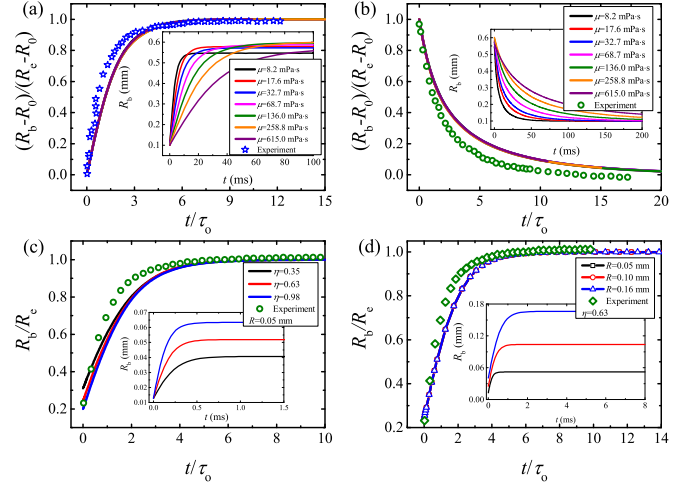 (a)
(R_b-R_0)/(R_e-R_0)
1.0
0.8
0.6
0.4
0.2
0.0
0 3 6 9 12 15
t/τ_o
R_b (mm)
0.6
0.5
0.4
0.3
0.2
0.1
0 20 40 60 80 100
t (ms)
μ=8.2 mPa·s
μ=17.6 mPa·s
μ=32.7 mPa·s
μ=68.7 mPa·s
μ=136.0 mPa·s
μ=258.8 mPa·s
μ=615.0 mPa·s
Experiment
(b)
(R_b-R_0)/(R_e-R_0)
1.0
0.8
0.6
0.4
0.2
0.0
0 5 10 15 20
t/τ_o
R_b (mm)
0.6
0.5
0.4
0.3
0.2
0.1
0 50 100 150 200
t (ms)
μ=8.2 mPa·s
μ=17.6 mPa·s
μ=32.7 mPa·s
μ=68.7 mPa·s
μ=136.0 mPa·s
μ=258.8 mPa·s
μ=615.0 mPa·s
Experiment
(c)
R_b/R_e
1.0
0.8
0.6
0.4
0.2
0 2 4 6 8 10
t/τ_o
η=0.35
η=0.63
η=0.98
Experiment
R=0.05 mm
R_b (mm)
0.07
0.06
0.04
0.03
0.01
0.0 0.5 1.0 1.5
t (ms)
(d)
R_b/R_e
1.0
0.8
0.6
0.4
0.2
0 2 4 6 8 10 12 14
t/τ_o
R=0.05 mm
R=0.10 mm
R=0.16 mm
Experiment
η=0.63
R_b (mm)
0.18
0.12
0.06
0.00
0 2 4 6 8
t (ms)